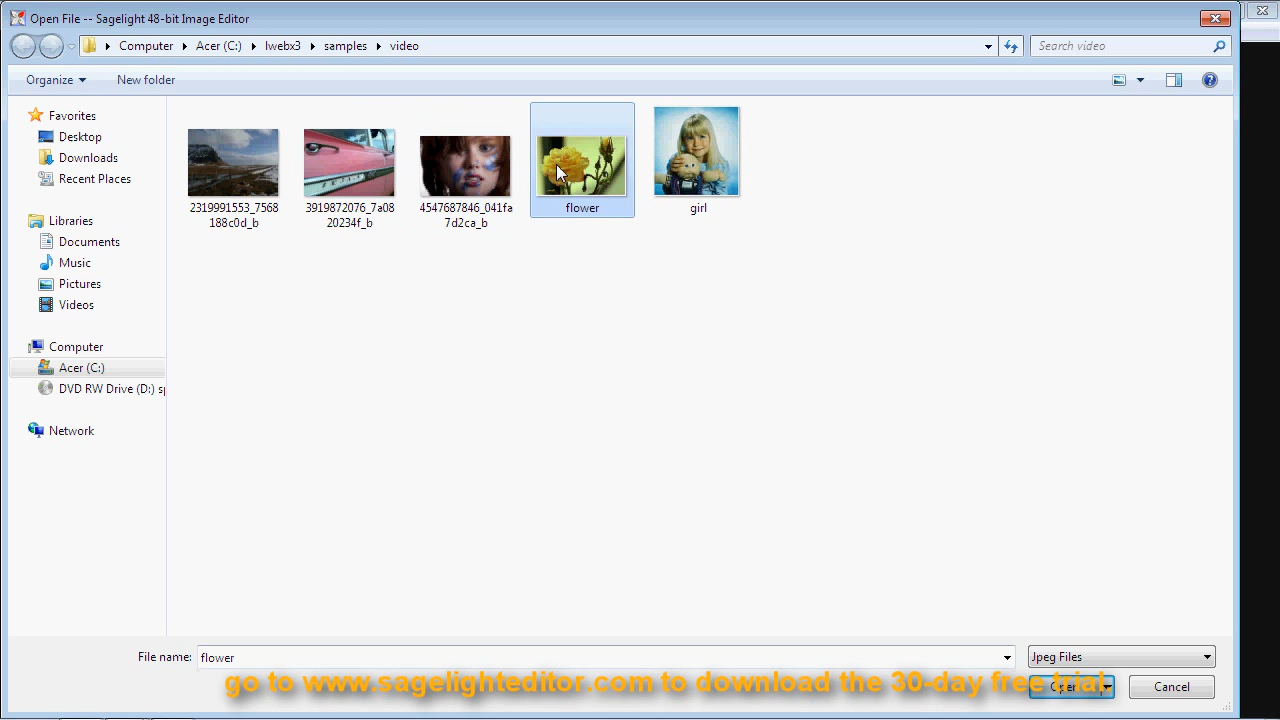 Open File -- Sagelight 48-bit Image Editor
Computer Acer (C:) lwebx3 samples video
Search video
Organize New folder
Favorites
Desktop
Downloads
Recent Places
Libraries
Documents
Music
Pictures
Videos
Computer
Acer (C:)
DVD RW Drive (D:) sp
Network
2319991553_7568
188c0d_b
3919872076_7a08
20234f_b
4547687846_041fa
7d2ca_b
flower
girl
File name: flower
Jpeg Files
go to www.sagelighteditor.com to download the 30-day free trial
Open Cancel